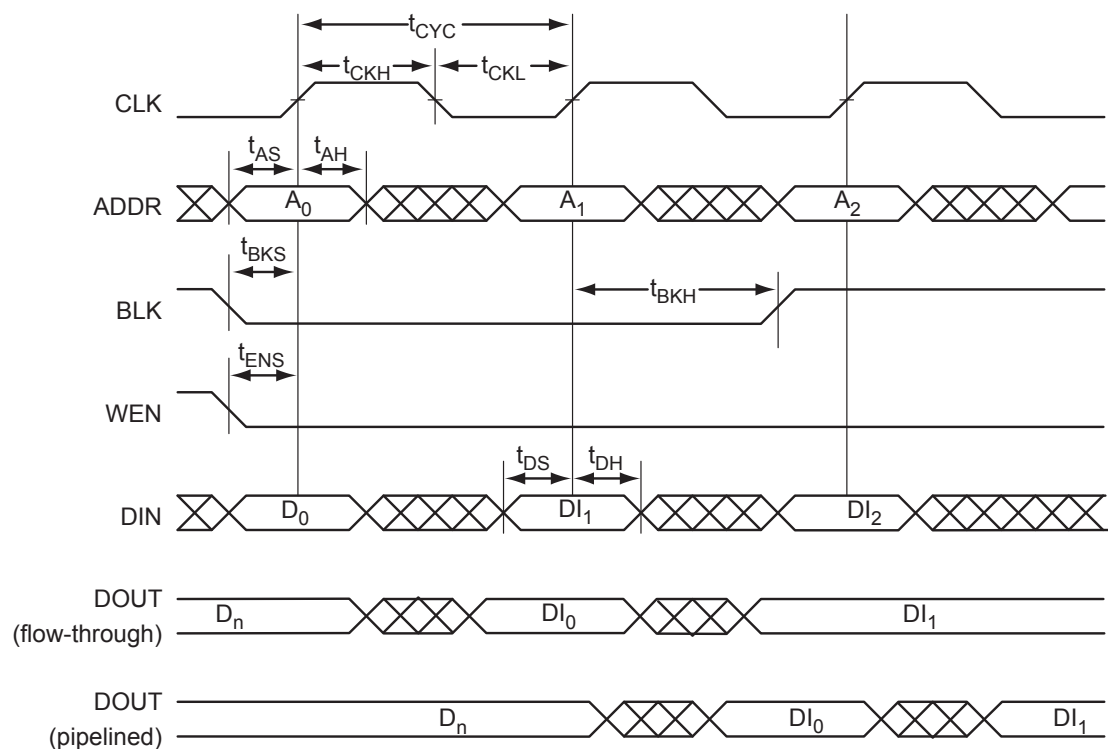 tCYC
tCKH tCKL
CLK
tAS tAH
ADDR A0 A1 A2
tBKS
BLK tBKH
tENS
WEN
tDS tDH
DIN D0 DI1 DI2
DOUT
(flow-through) Dn DI0 DI1
DOUT
(pipelined) Dn DI0 DI1